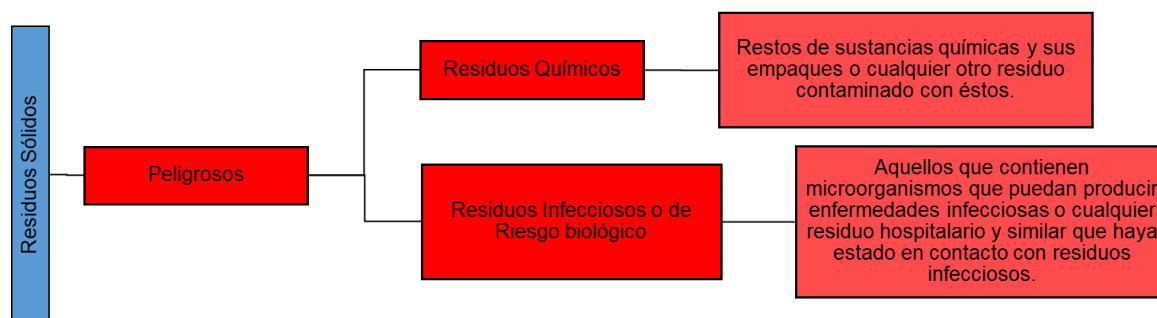 Residuos Sólidos
Peligrosos
Residuos Químicos
Restos de sustancias químicas y sus
empaques o cualquier otro residuo
contaminado con éstos.
Residuos Infecciosos o de
Riesgo biológico
Aquellos que contienen
microorganismos que puedan producir
enfermedades infecciosas o cualquier
residuo hospitalario y similar que haya
estado en contacto con residuos
infecciosos.